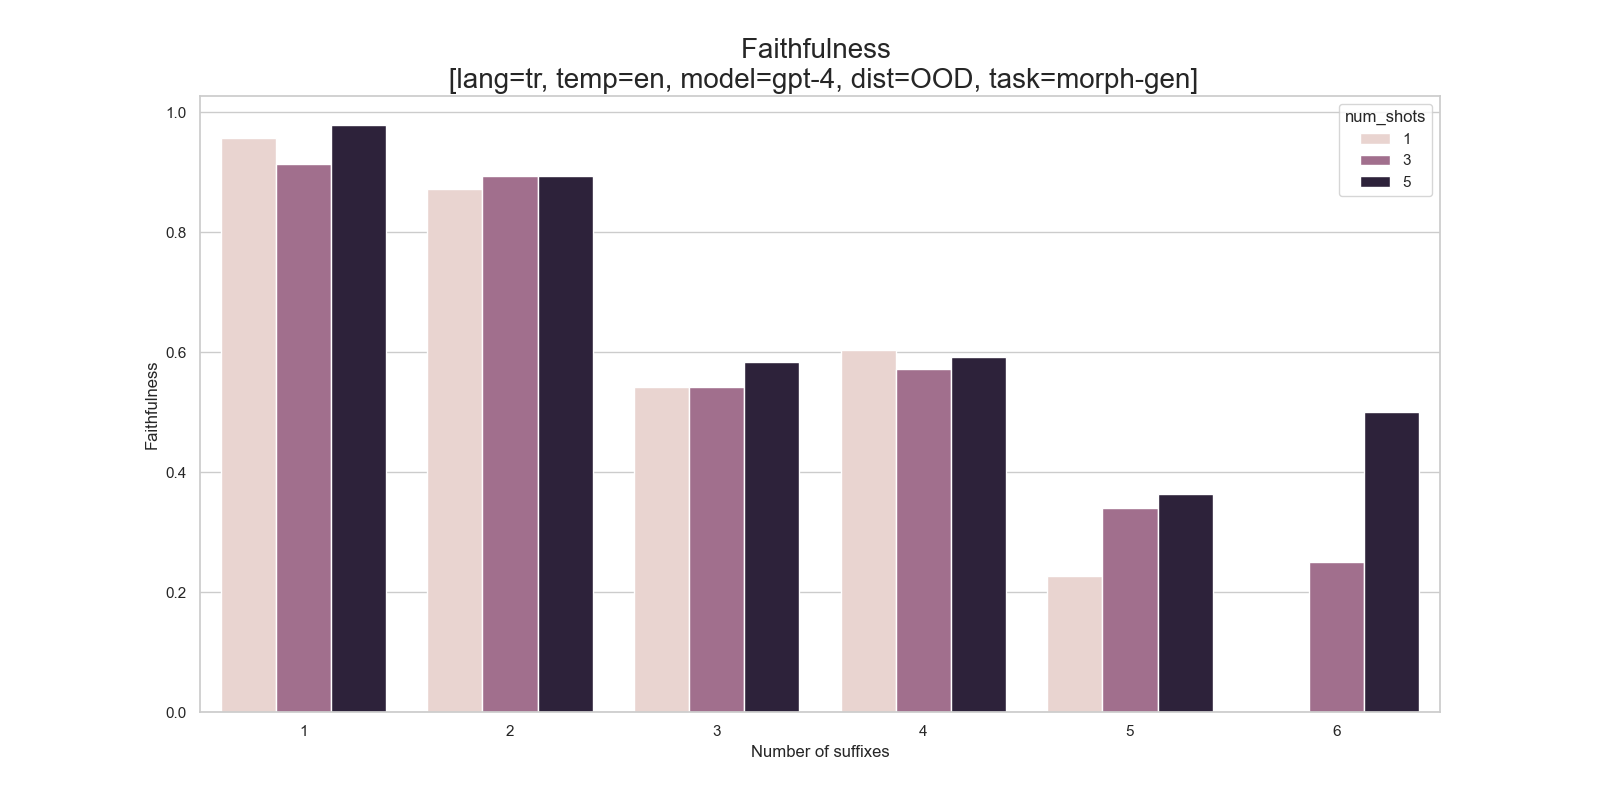 Faithfulness
[lang=tr, temp=en, model=gpt-4, dist=OOD, task=morph-gen]
num_shots
1
3
5
1.0
0.8
0.6
0.4
0.2
0.0
Faithfulness
1 2 3 4 5 6
Number of suffixes